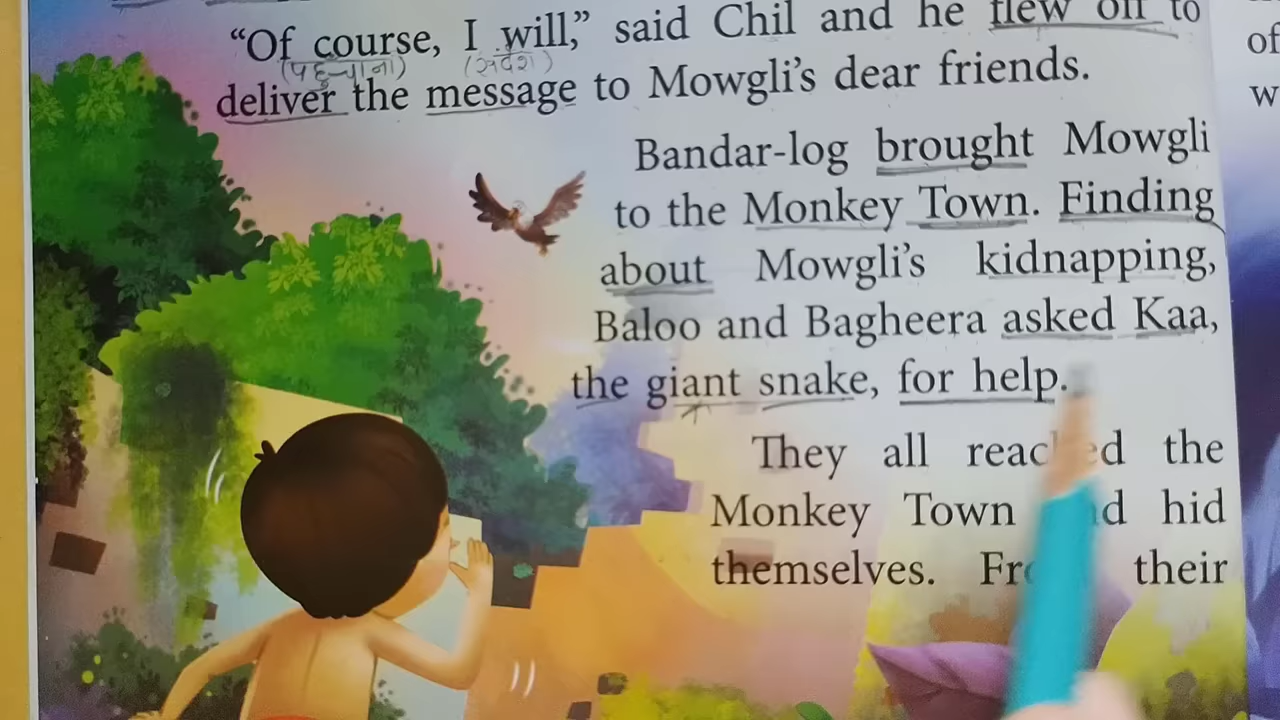 “Of course, I will,” said Chil and he flew off to
(पहुन्चाना) (संदेश)
deliver the message to Mowgli’s dear friends.
Bandar-log brought Mowgli
to the Monkey Town. Finding
about Mowgli’s kidnapping,
Baloo and Bagheera asked Kaa,
the giant snake, for help.
They all the
Monkey Town hid
themselves. their
of
w